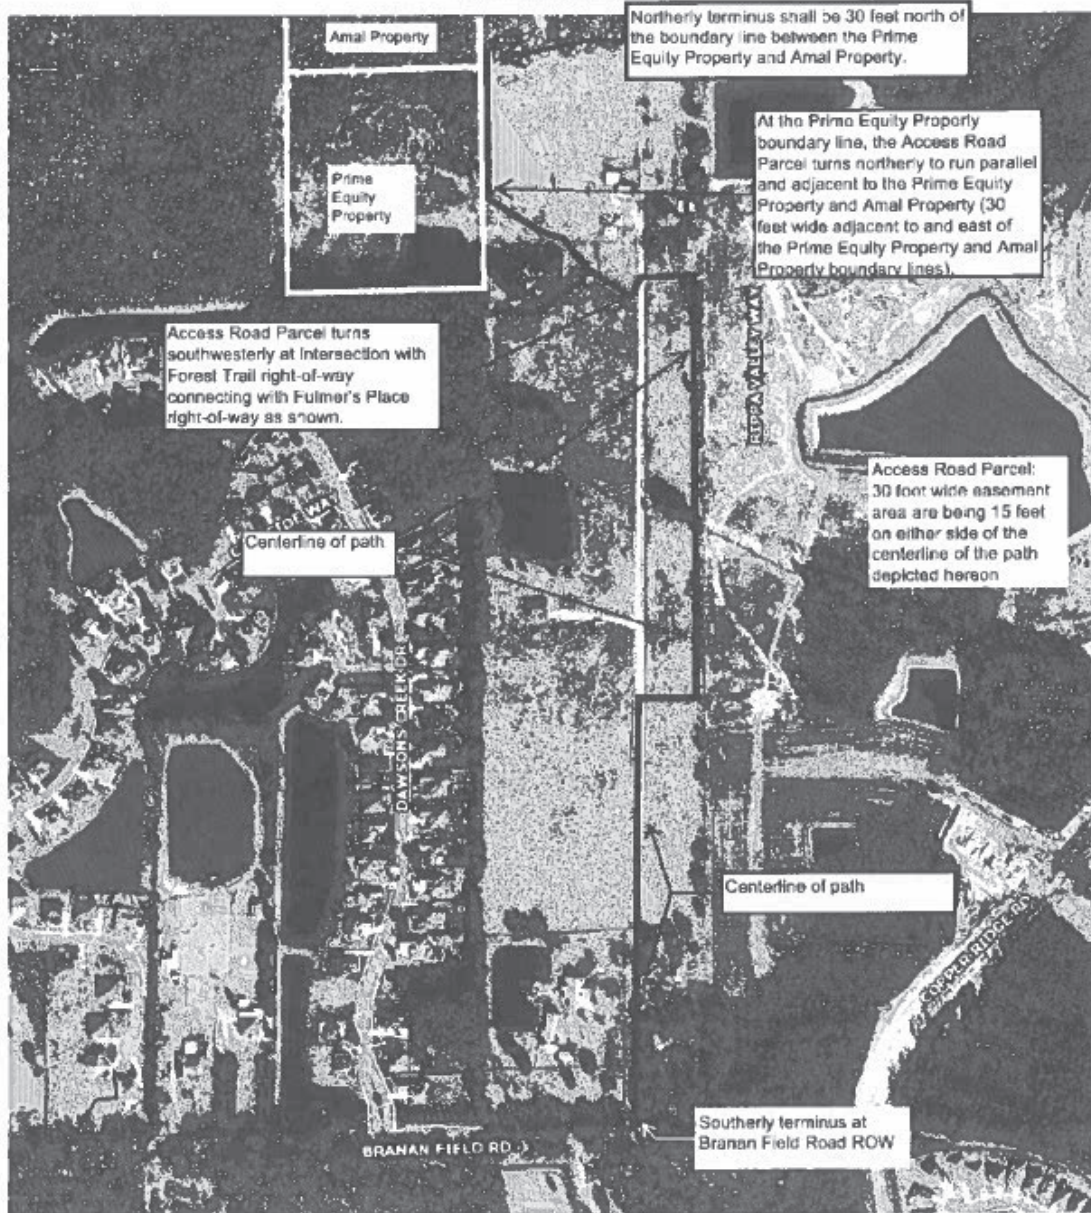 Amal Property
Northerly terminus shall be 30 feet north of
the boundary line between the Prime
Equity Property and Amal Property.
At the Prime Equity Property
boundary line, the Access Road
Parcel turns northerly to run parallel
and adjacent to the Prime Equity
Property and Amal Property (30
feet wide adjacent to and east of
the Prime Equity Property and Amal
Property boundary lines).
Prime
Equity
Property
Access Road Parcel turns
southwesterly at Intersection with
Forest Trail right-of-way
connecting with Fulmer's Place
right-of-way as shown.
Access Road Parcel:
30 foot wide easement
area are being 15 feet
on either side of the
centerline of the path
depicted hereon
Centerline of path
DAWSONS CREEK DR
Centerline of path
COPPER RIDGE RD
Southerly terminus at
Branan Field Road ROW
BRANAN FIELD RD